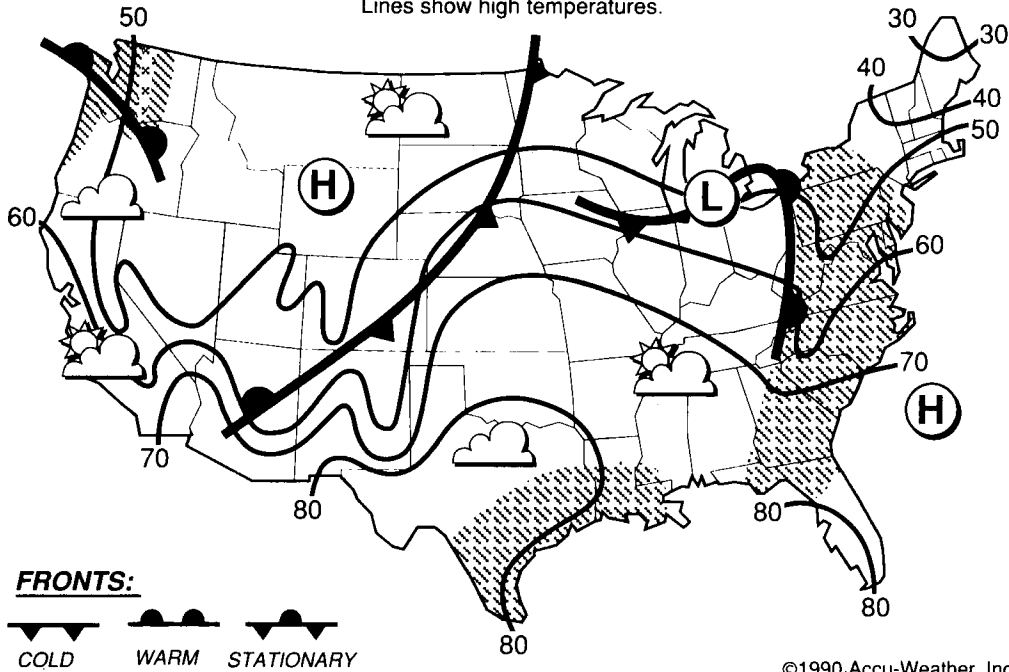 Lines show high temperatures.
50
30
30
40
40
50
H
L
60
60
70
H
70
80
80
80
80
FRONTS:
COLD WARM STATIONARY
©1990 Accu-Weather, Inc.